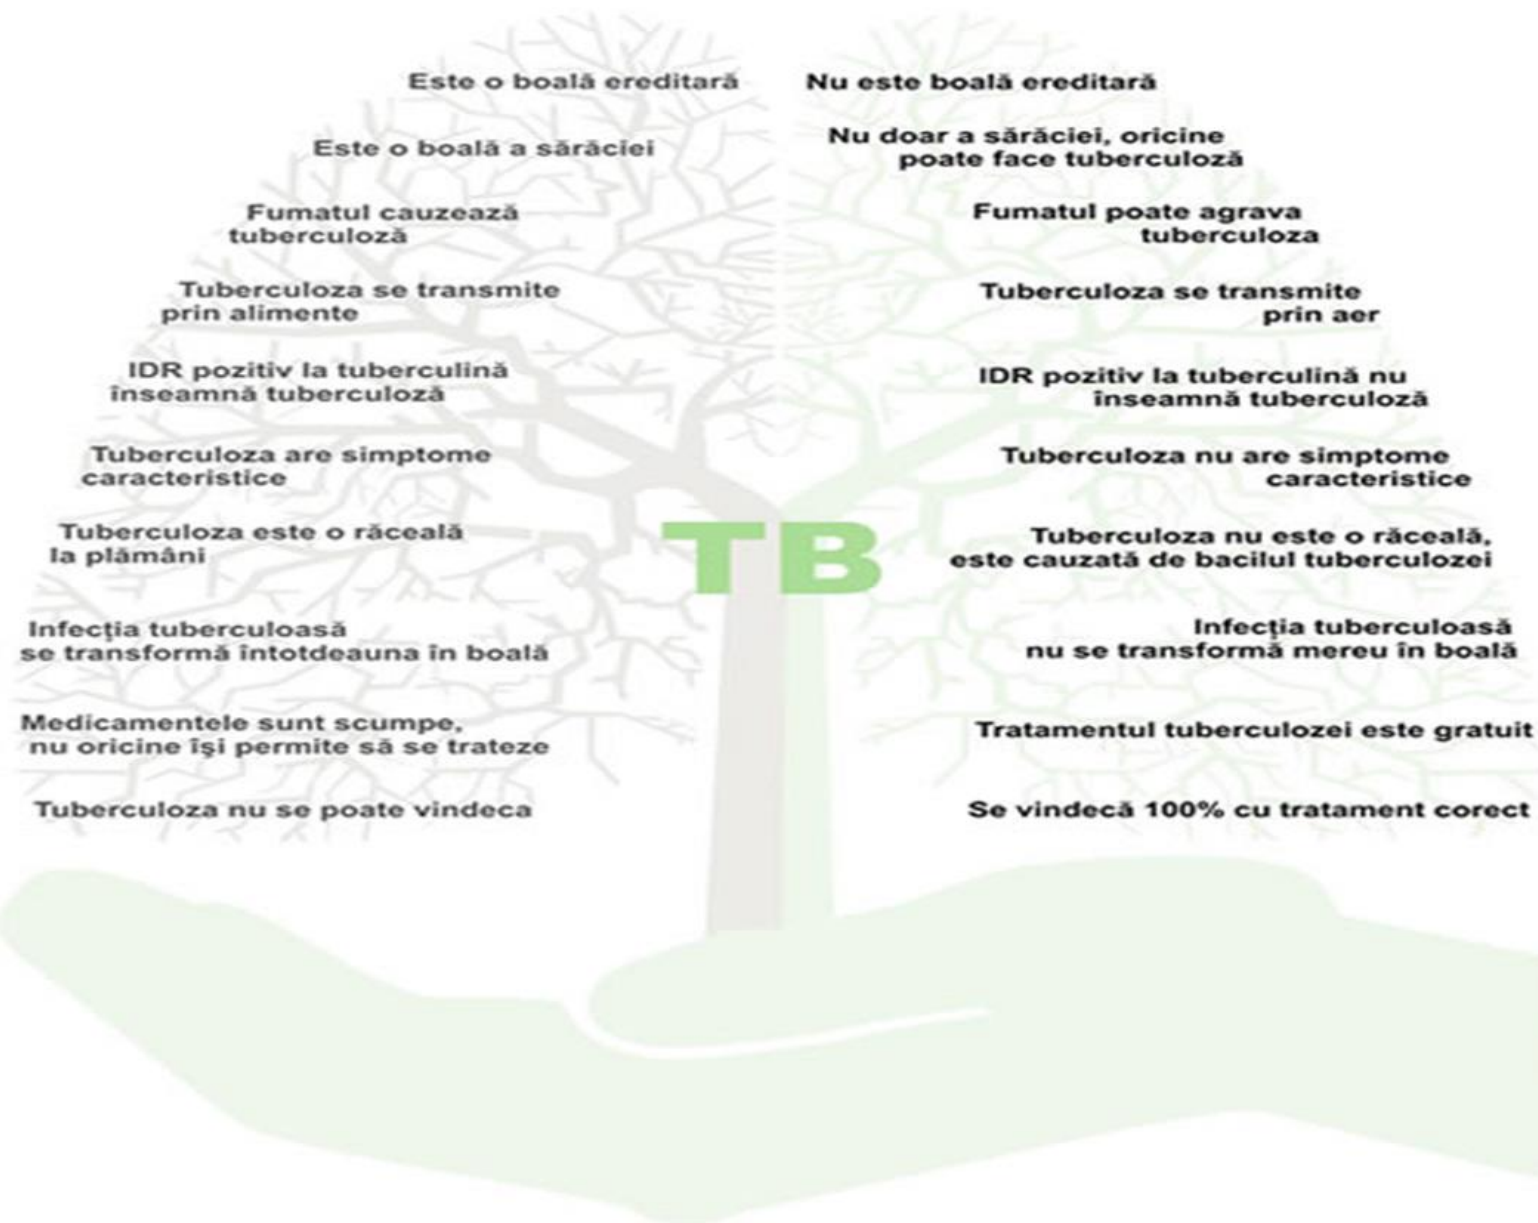 Este o boală ereditară
Nu este boală ereditară
Este o boală a sărăciei
Nu doar a sărăciei, oricine
poate face tuberculoză
Fumatul cauzează
tuberculoză
Fumatul poate agrava
tuberculoza
Tuberculoza se transmite
prin alimente
Tuberculoza se transmite
prin aer
IDR pozitiv la tuberculină
înseamnă tuberculoză
IDR pozitiv la tuberculină nu
înseamnă tuberculoză
Tuberculoza are simptome
caracteristice
Tuberculoza nu are simptome
caracteristice
Tuberculoza este o răceală
la plămâni
TB
Tuberculoza nu este o răceală,
este cauzată de bacilul tuberculozei
Infecția tuberculoasă
se transformă întotdeauna în boală
Infecția tuberculoasă
nu se transformă mereu în boală
Medicamentele sunt scumpe,
nu oricine își permite să se trateze
Tratamentul tuberculozei este gratuit
Tuberculoza nu se poate vindeca
Se vindecă 100% cu tratament corect